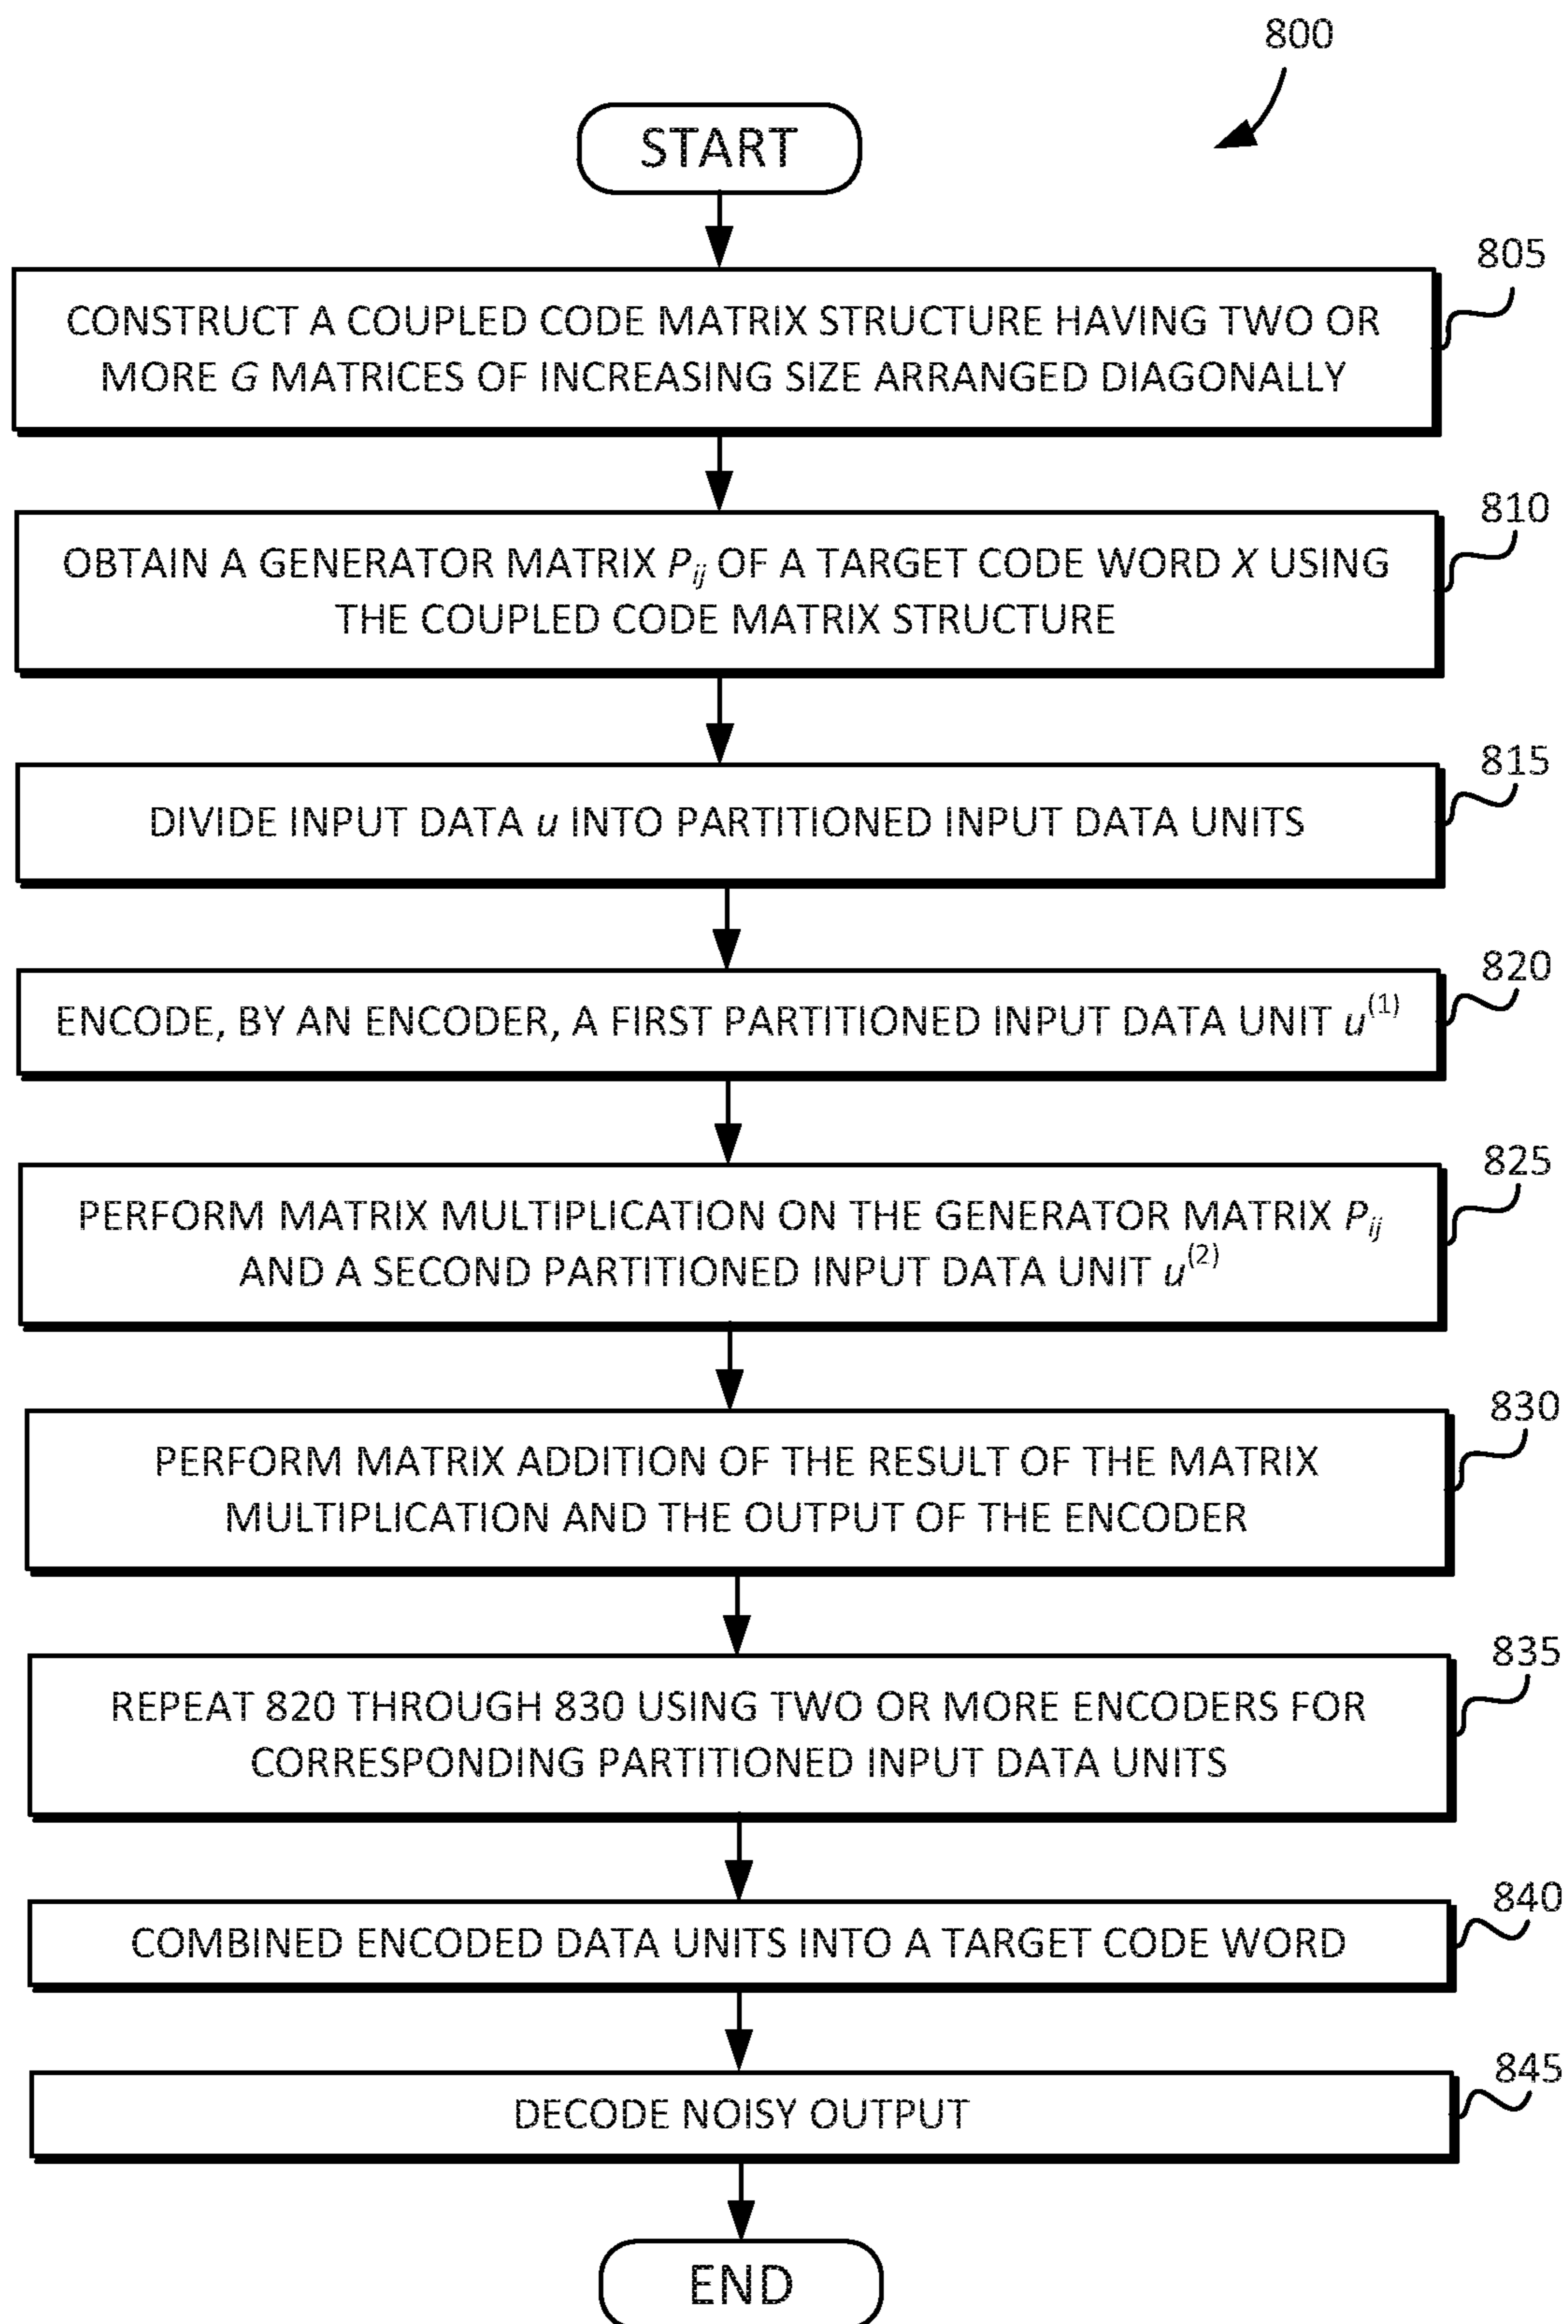 800
START
805
CONSTRUCT A COUPLED CODE MATRIX STRUCTURE HAVING TWO OR
MORE G MATRICES OF INCREASING SIZE ARRANGED DIAGONALLY
810
OBTAIN A GENERATOR MATRIX P_ij OF A TARGET CODE WORD X USING
THE COUPLED CODE MATRIX STRUCTURE
815
DIVIDE INPUT DATA u INTO PARTITIONED INPUT DATA UNITS
820
ENCODE, BY AN ENCODER, A FIRST PARTITIONED INPUT DATA UNIT u^(1)
825
PERFORM MATRIX MULTIPLICATION ON THE GENERATOR MATRIX P_ij
AND A SECOND PARTITIONED INPUT DATA UNIT u^(2)
830
PERFORM MATRIX ADDITION OF THE RESULT OF THE MATRIX
MULTIPLICATION AND THE OUTPUT OF THE ENCODER
835
REPEAT 820 THROUGH 830 USING TWO OR MORE ENCODERS FOR
CORRESPONDING PARTITIONED INPUT DATA UNITS
840
COMBINED ENCODED DATA UNITS INTO A TARGET CODE WORD
845
DECODE NOISY OUTPUT
END